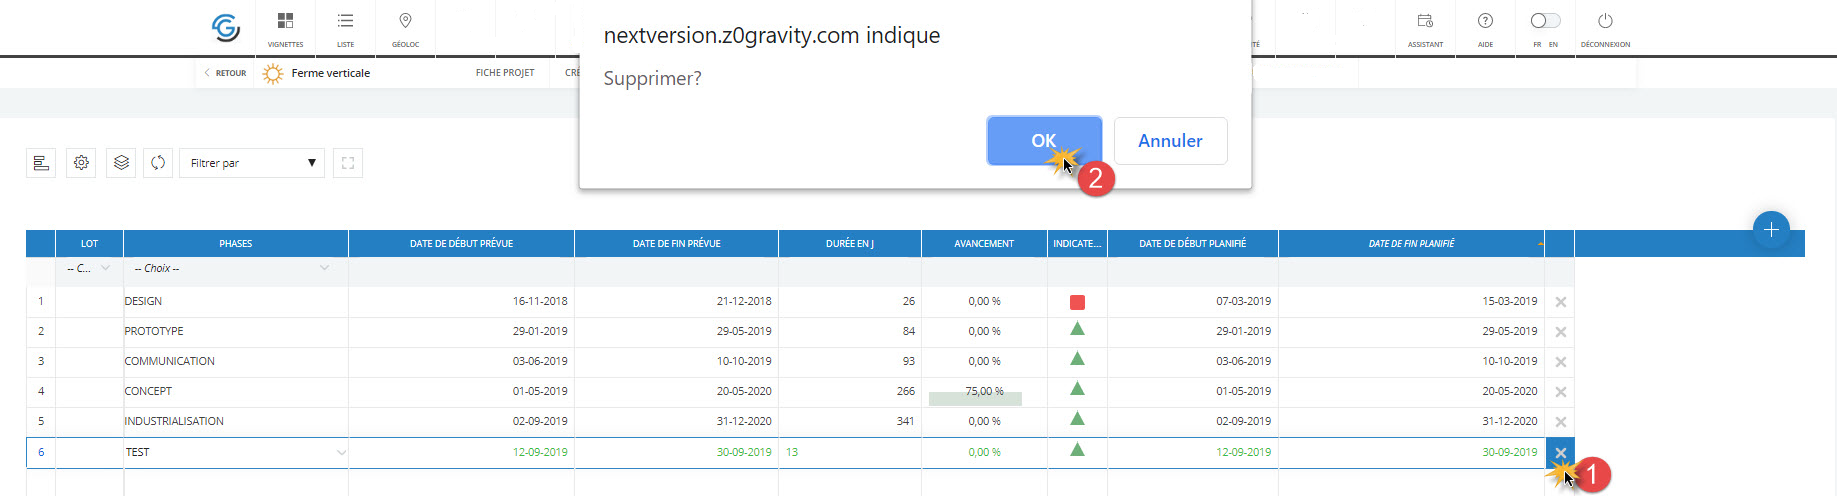 nextversion.z0gravity.com indique
Supprimer?
OK
Annuler
2
VIGNETTES
LISTE
GÉOLOC
ITÉ
ASSISTANT
AIDE
FR EN
DÉCONNEXION
RETOUR
Ferme verticale
FICHE PROJET
CRÉ
Filtrer par
LOT PHASES DATE DE DÉBUT PRÉVUE DATE DE FIN PRÉVUE DURÉE EN J AVANCEMENT INDICATE... DATE DE DÉBUT PLANIFIÉ DATE DE FIN PLANIFIÉ
-- C... -- Choix --
1 DESIGN 16-11-2018 21-12-2018 26 0,00 % 07-03-2019 15-03-2019
2 PROTOTYPE 29-01-2019 29-05-2019 84 0,00 % 29-01-2019 29-05-2019
3 COMMUNICATION 03-06-2019 10-10-2019 93 0,00 % 03-06-2019 10-10-2019
4 CONCEPT 01-05-2019 20-05-2020 266 75,00 % 01-05-2019 20-05-2020
5 INDUSTRIALISATION 02-09-2019 31-12-2020 341 0,00 % 02-09-2019 31-12-2020
6 TEST 12-09-2019 30-09-2019 13 0,00 % 12-09-2019 30-09-2019
1